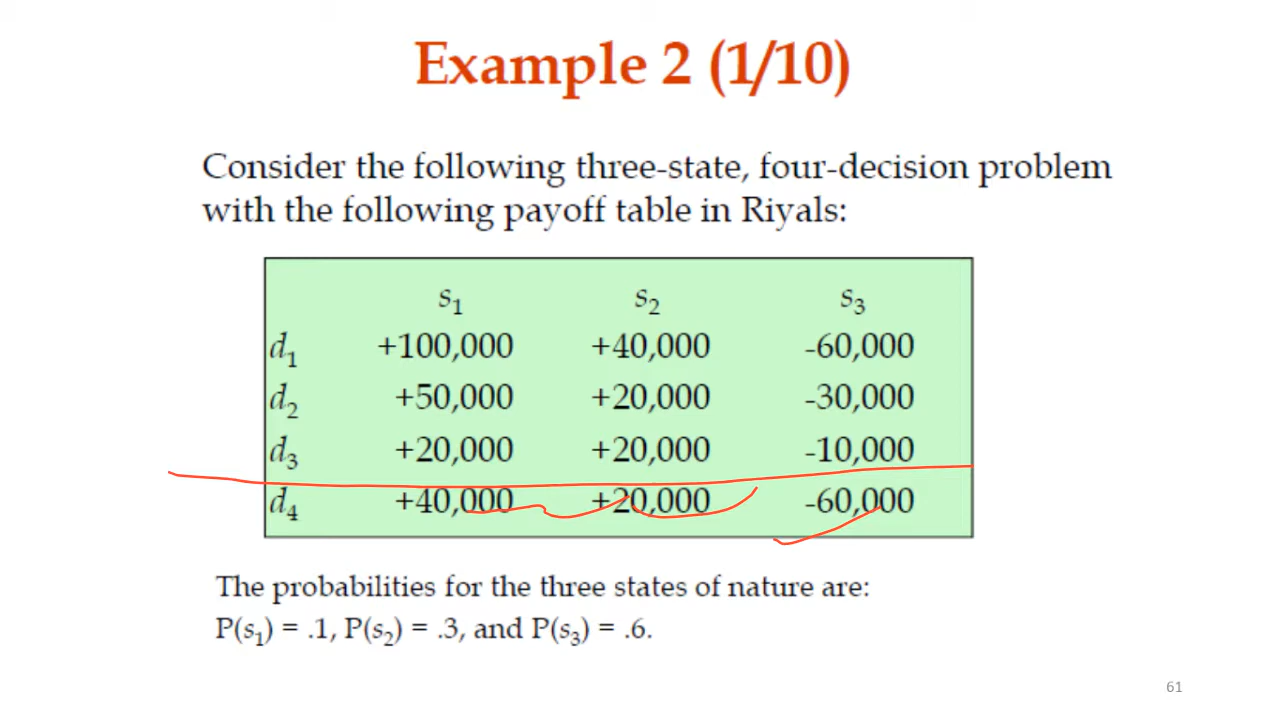 Example 2 (1/10)
Consider the following three-state, four-decision problem
with the following payoff table in Riyals:
s1 s2 s3
d1 +100,000 +40,000 -60,000
d2 +50,000 +20,000 -30,000
d3 +20,000 +20,000 -10,000
d4 +40,000 +20,000 -60,000
The probabilities for the three states of nature are:
P(s1) = .1, P(s2) = .3, and P(s3) = .6.
61